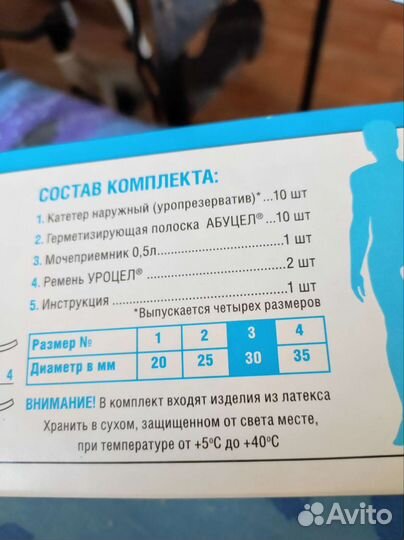 СОСТАВ КОМПЛЕКТА:
1. Катетер наружный (уропрезерватив)*...10 шт
2. Герметизирующая полоска АБУЦЕЛ®...10 шт
3. Мочеприемник 0,5л...................1 шт
4. Ремень УРОЦЕЛ®...................2 шт
5. Инструкция...................1 шт
*Выпускается четырех размеров
Размер № 1 2 3 4
Диаметр в мм 20 25 30 35
4
ВНИМАНИЕ! В комплект входят изделия из латекса
Хранить в сухом, защищенном от света месте,
при температуре от +5°С до +40°С
Avito